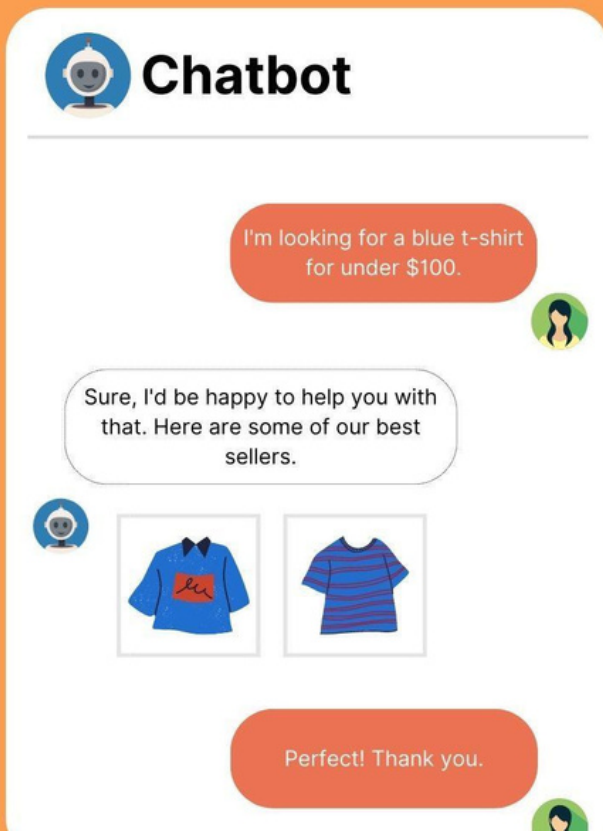 Chatbot
I'm looking for a blue t-shirt
for under $100.
Sure, I'd be happy to help you with
that. Here are some of our best
sellers.
Perfect! Thank you.